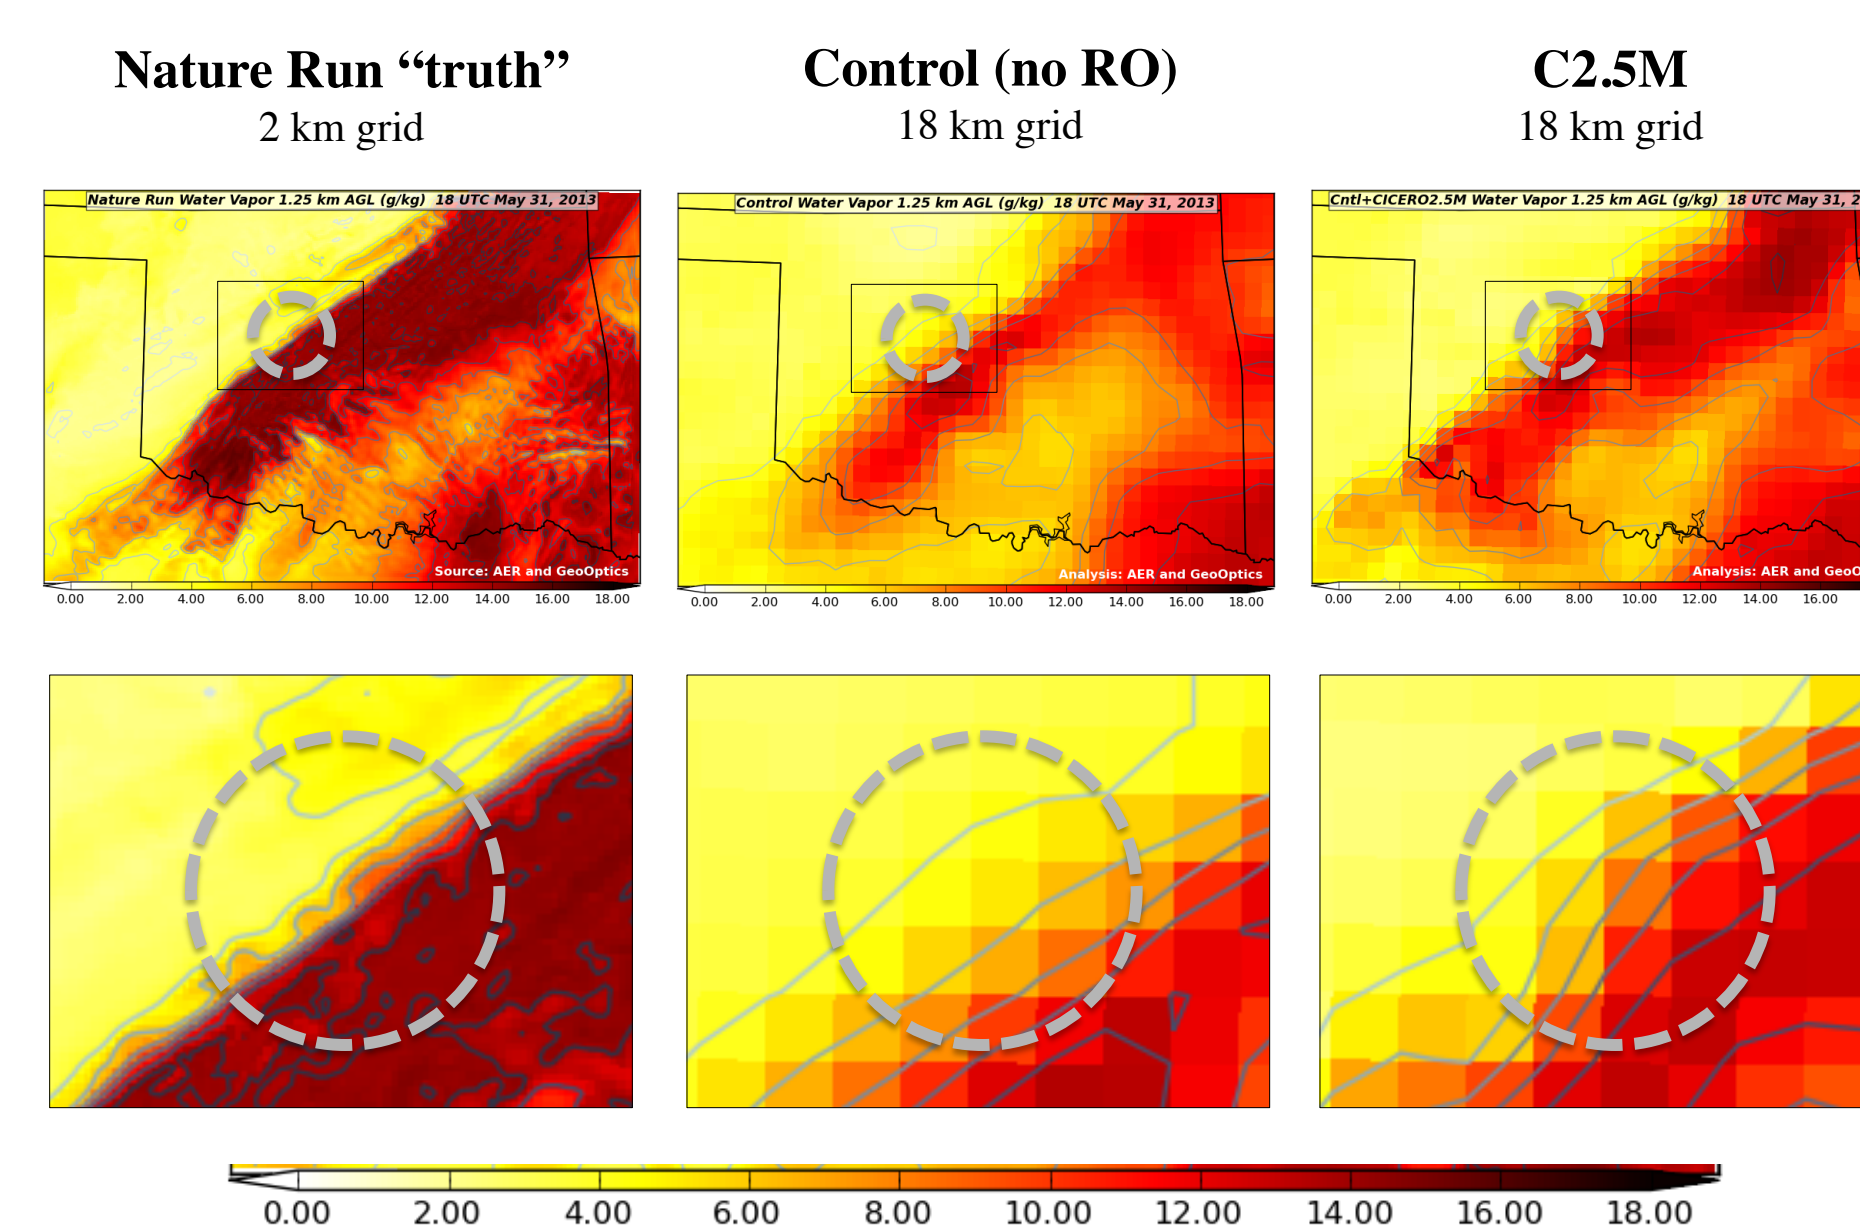 Nature Run “truth”
2 km grid
Control (no RO)
18 km grid
C2.5M
18 km grid
Nature Run Water Vapor 1.25 km AGL (g/kg)  18 UTC May 31, 2013
Control Water Vapor 1.25 km AGL (g/kg)  18 UTC May 31, 2013
Cntl+CICERO2.5M Water Vapor 1.25 km AGL (g/kg)  18 UTC May 31, 2
Source: AER and GeoOptics
Analysis: AER and GeoOptics
Analysis: AER and GeoO
0.00 2.00 4.00 6.00 8.00 10.00 12.00 14.00 16.00 18.00
0.00 2.00 4.00 6.00 8.00 10.00 12.00 14.00 16.00 18.00
0.00 2.00 4.00 6.00 8.00 10.00 12.00 14.00 16.00
0.00 2.00 4.00 6.00 8.00 10.00 12.00 14.00 16.00 18.00